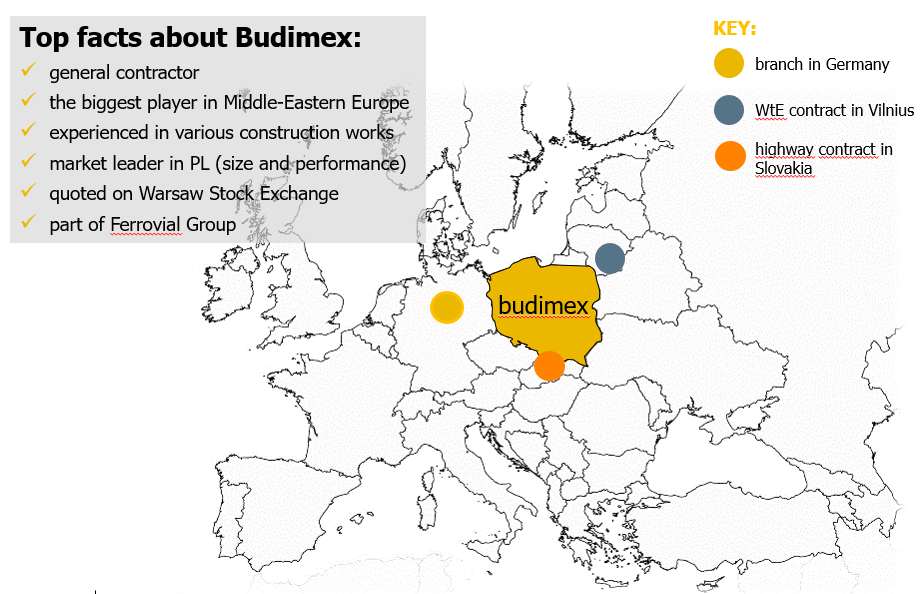 Top facts about Budimex:
general contractor
the biggest player in Middle-Eastern Europe
experienced in various construction works
market leader in PL (size and performance)
quoted on Warsaw Stock Exchange
part of Ferrovial Group
KEY:
branch in Germany
WtE contract in Vilnius
highway contract in
Slovakia
budimex